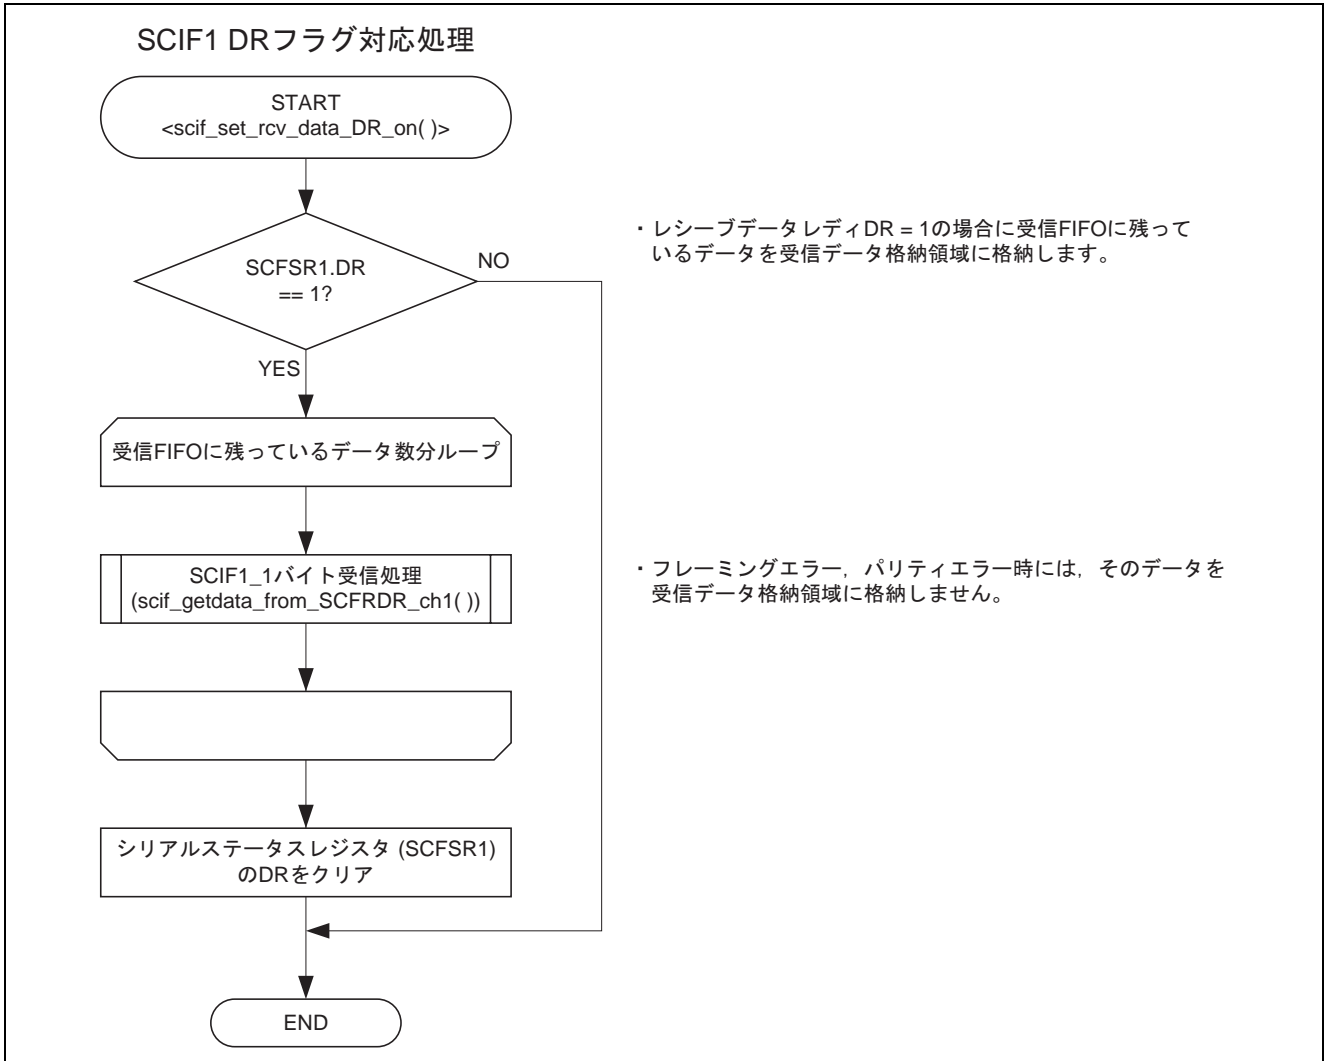 SCIF1 DRフラグ対応処理
START
<scif_set_rcv_data_DR_on( )>
・レシーブデータレディDR = 1の場合に受信FIFOに残って
いるデータを受信データ格納領域に格納します。
SCFSR1.DR
== 1?
NO
YES
受信FIFOに残っているデータ数分ループ
SCIF1_1バイト受信処理
(scif_getdata_from_SCFRDR_ch1( ))
・フレーミングエラー，パリティエラー時には，そのデータを
受信データ格納領域に格納しません。
シリアルステータスレジスタ (SCFSR1)
のDRをクリア
END